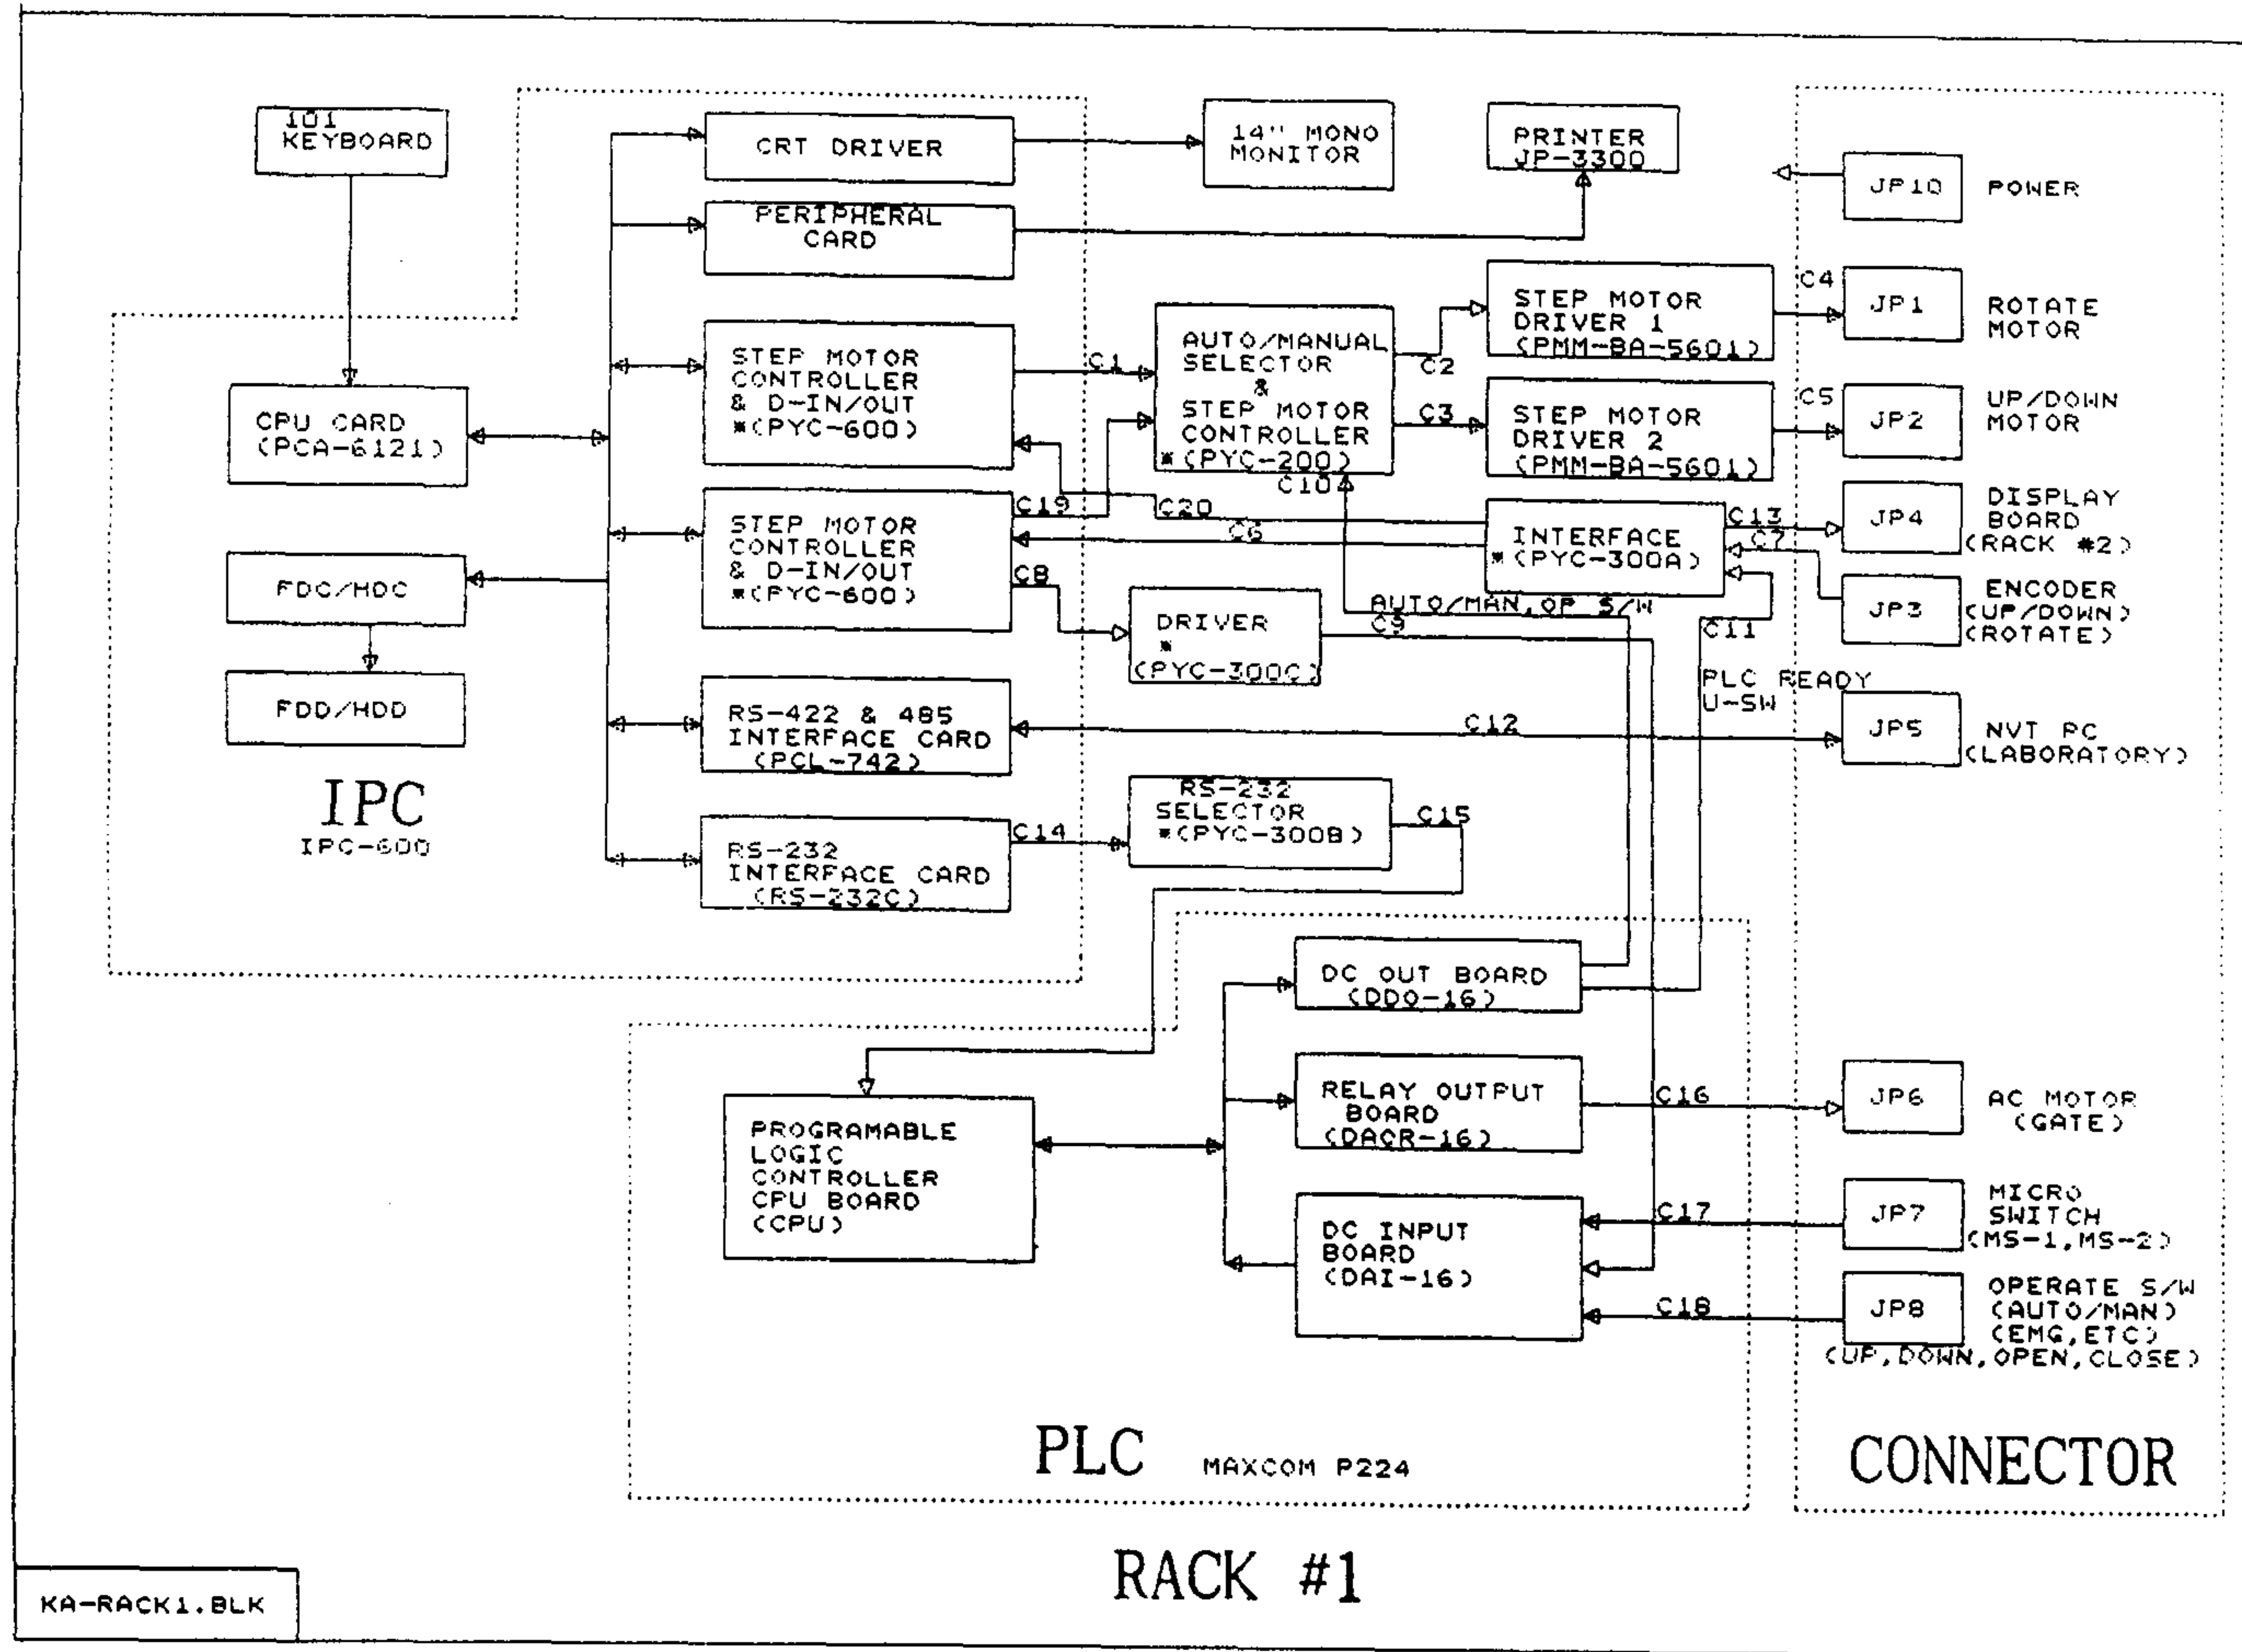 101
KEYBOARD
CRT DRIVER
14" MONO
MONITOR
PRINTER
JP-3300
JP10
POWER
PERIPHERAL
CARD
C4
JP1
ROTATE
MOTOR
STEP MOTOR
DRIVER 1
(PMM-BA-5601)
AUTO/MANUAL
SELECTOR
&
STEP MOTOR
CONTROLLER
*(PYC-200)
C1
C2
STEP MOTOR
CONTROLLER
& D-IN/OUT
*(PYC-600)
CPU CARD
(PCA-6121)
C3
STEP MOTOR
DRIVER 2
(PMM-BA-5601)
C5
JP2
UP/DOWN
MOTOR
C10
C19
C20
C6
INTERFACE
*(PYC-300A)
C13
C7
JP4
DISPLAY
BOARD
(RACK #2)
STEP MOTOR
CONTROLLER
& D-IN/OUT
*(PYC-600)
FDC/HDC
C8
DRIVER
*
(PYC-300C)
AUTO/MAN,OP S/W
C9
C11
JP3
ENCODER
(UP/DOWN)
(ROTATE)
FDD/HDD
PLC READY
U-SW
RS-422 & 485
INTERFACE CARD
(PCL-742)
C12
JP5
NVT PC
(LABORATORY)
IPC
IPC-600
RS-232
SELECTOR
*(PYC-300B)
C14
C15
RS-232
INTERFACE CARD
(RS-232C)
DC OUT BOARD
(DDO-16)
RELAY OUTPUT
BOARD
(DACR-16)
C16
JP6
AC MOTOR
(GATE)
PROGRAMABLE
LOGIC
CONTROLLER
CPU BOARD
(CPU)
DC INPUT
BOARD
(DAI-16)
C17
JP7
MICRO
SWITCH
(MS-1,MS-2)
C18
JP8
OPERATE S/W
(AUTO/MAN)
(EMG,ETC)
(UP,DOWN,OPEN,CLOSE)
PLC
MAXCOM P224
CONNECTOR
RACK #1
KA-RACK1.BLK